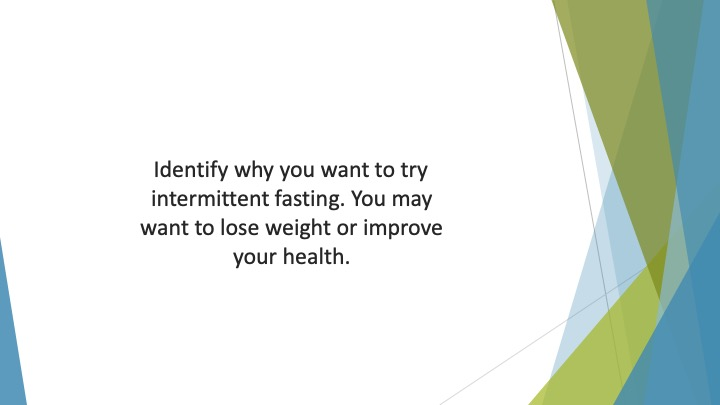 Identify why you want to try
intermittent fasting. You may
want to lose weight or improve
your health.